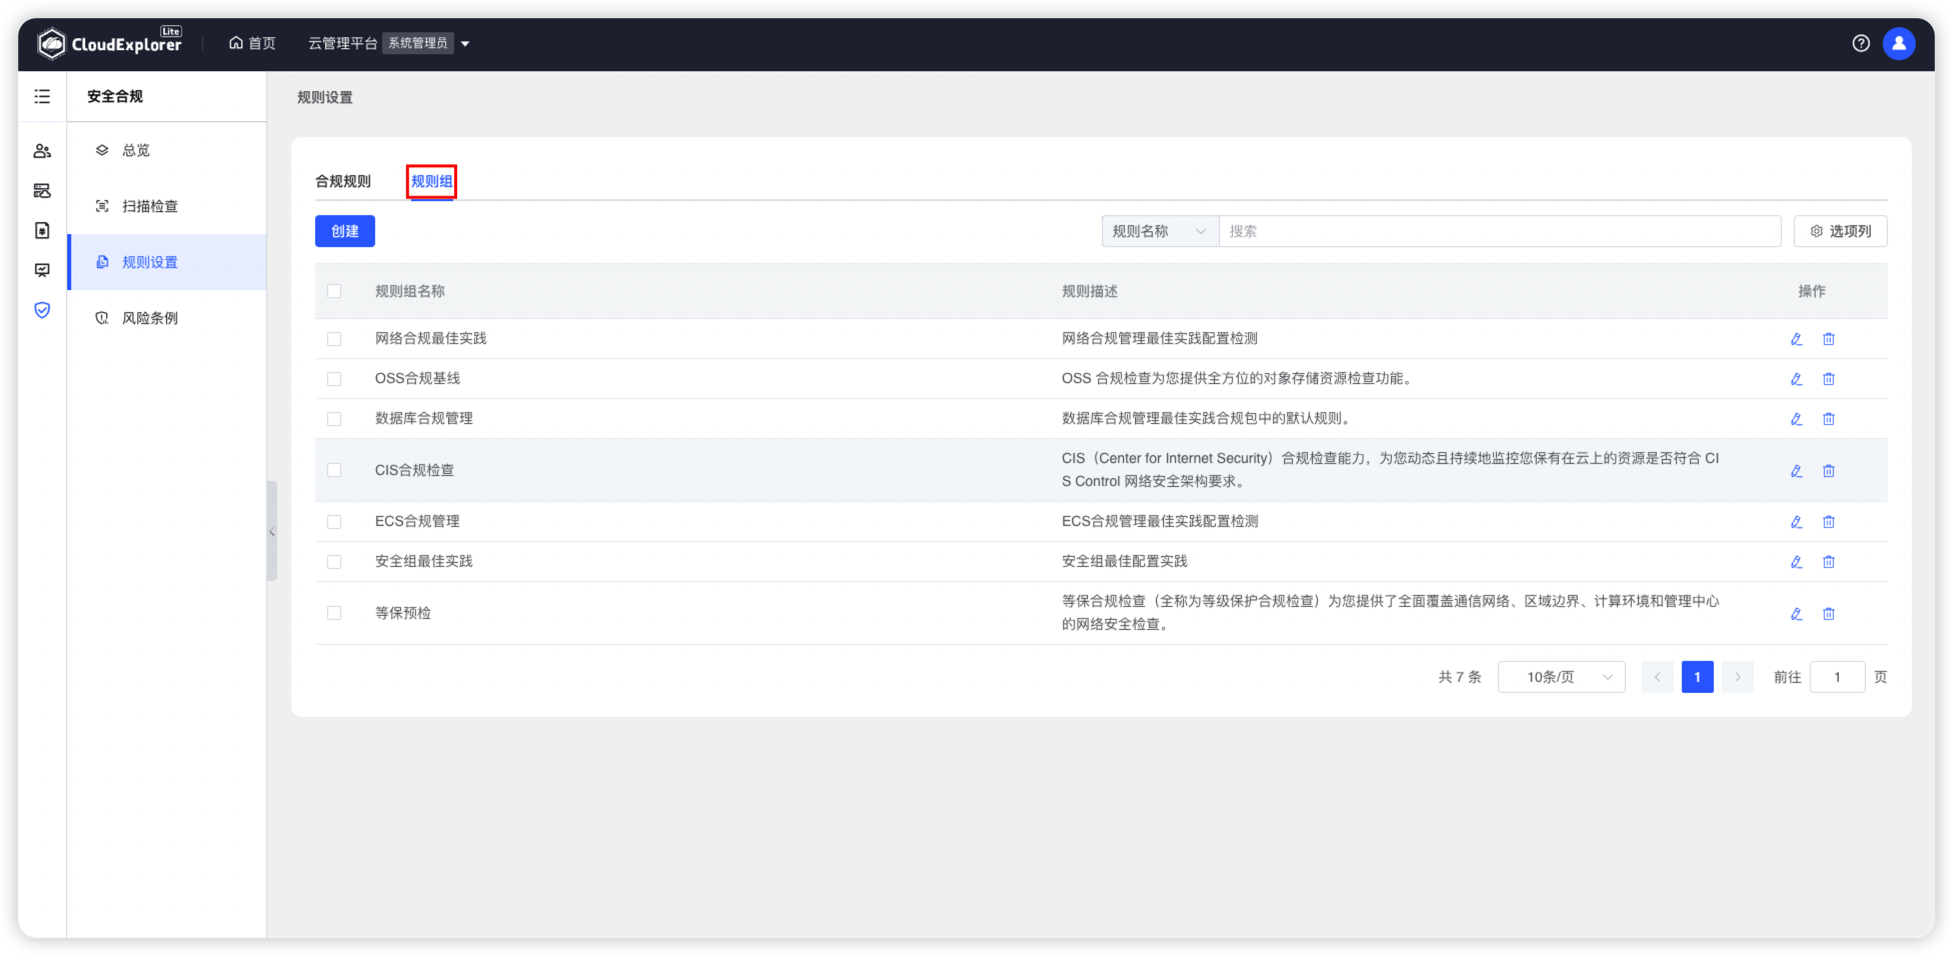 CloudExplorer Lite
首页
云管理平台 系统管理员
安全合规
总览
扫描检查
规则设置
风险条例
规则设置
合规规则 规则组
创建 规则名称 搜索 选项列
规则组名称 规则描述 操作
网络合规最佳实践 网络合规管理最佳实践配置检测
OSS合规基线 OSS 合规检查为您提供全方位的对象存储资源检查功能。
数据库合规管理 数据库合规管理最佳实践合规包中的默认规则。
CIS合规检查 CIS（Center for Internet Security）合规检查能力，为您动态且持续地监控您保有在云上的资源是否符合 CI
S Control 网络安全架构要求。
ECS合规管理 ECS合规管理最佳实践配置检测
安全组最佳实践 安全组最佳配置实践
等保预检 等保合规检查（全称为等级保护合规检查）为您提供了全面覆盖通信网络、区域边界、计算环境和管理中心
的网络安全检查。
共 7 条 10条/页 1 前往 1 页